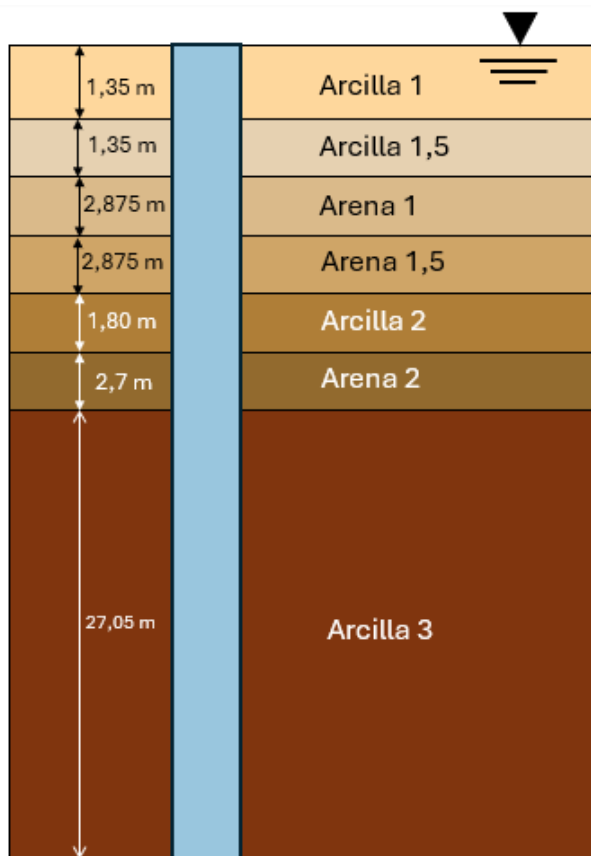 1,35 m
Arcilla 1
1,35 m
Arcilla 1,5
2,875 m
Arena 1
2,875 m
Arena 1,5
1,80 m
Arcilla 2
2,7 m
Arena 2
27,05 m
Arcilla 3